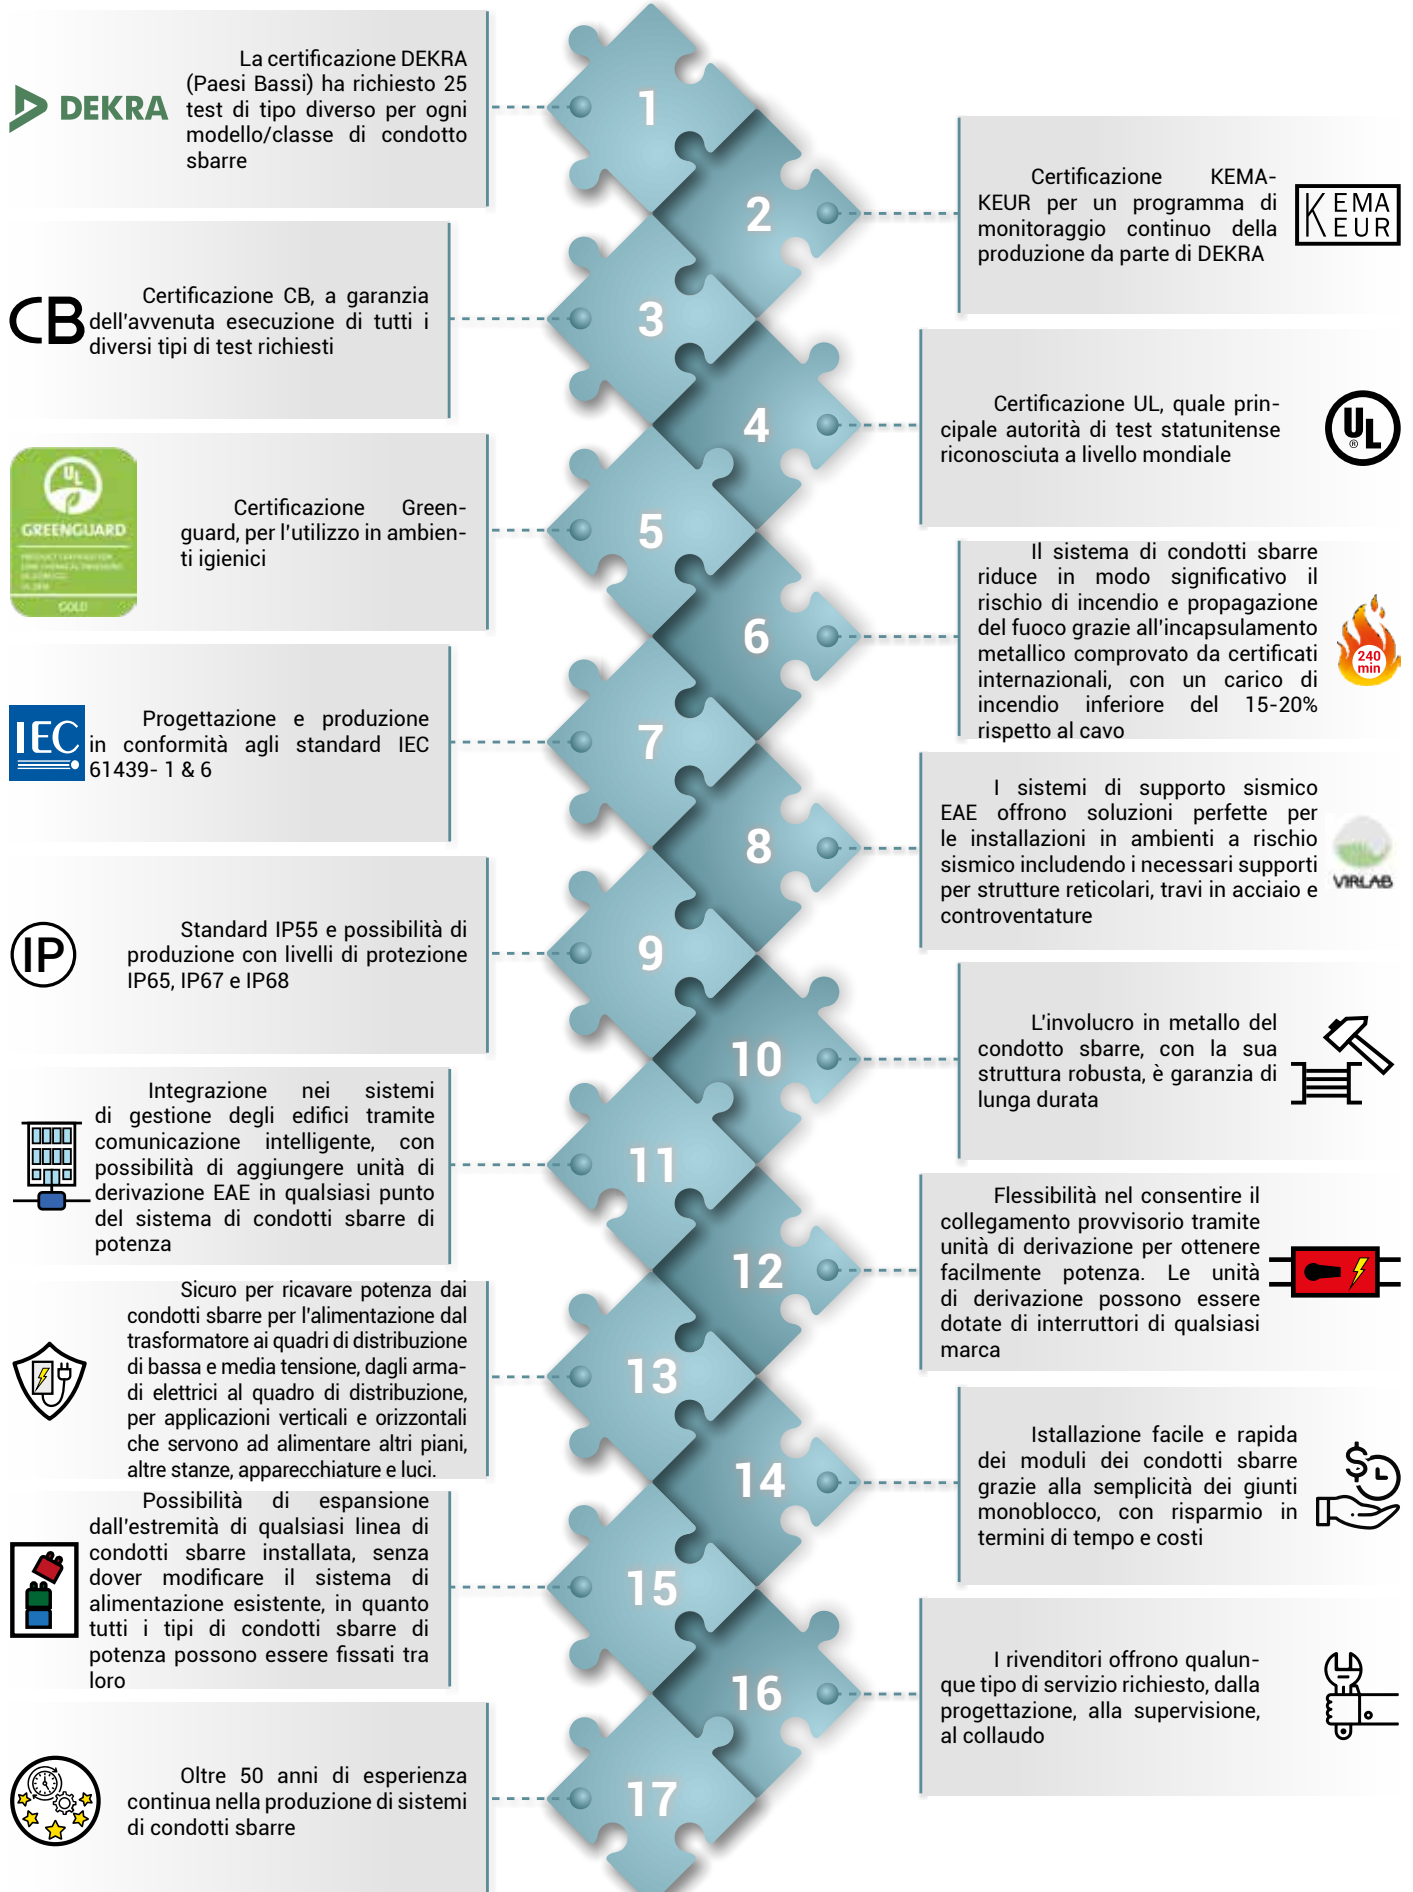 DEKRA
La certificazione DEKRA
(Paesi Bassi) ha richiesto 25
test di tipo diverso per ogni
modello/classe di condotto
sbarre
1
2
Certificazione KEMA-
KEUR per un programma di
monitoraggio continuo della
produzione da parte di DEKRA
KEMA
KEUR
CB
Certificazione CB, a garanzia
dell'avvenuta esecuzione di tutti i
diversi tipi di test richiesti
3
4
Certificazione UL, quale prin-
cipale autorità di test statunitense
riconosciuta a livello mondiale
UL
®
UL
GREENGUARD
GOLD
Certificazione Green-
guard, per l'utilizzo in ambien-
ti igienici
5
6
Il sistema di condotti sbarre
riduce in modo significativo il
rischio di incendio e propagazione
del fuoco grazie all'incapsulamento
metallico comprovato da certificati
internazionali, con un carico di
incendio inferiore del 15-20%
rispetto al cavo
240
min
IEC
Progettazione e produzione
in conformità agli standard IEC
61439- 1 & 6
7
8
I sistemi di supporto sismico
EAE offrono soluzioni perfette per
le installazioni in ambienti a rischio
sismico includendo i necessari supporti
per strutture reticolari, travi in acciaio e
controventature
VIRLAB
IP
Standard IP55 e possibilità di
produzione con livelli di protezione
IP65, IP67 e IP68
9
10
L'involucro in metallo del
condotto sbarre, con la sua
struttura robusta, è garanzia di
lunga durata
Integrazione nei sistemi
di gestione degli edifici tramite
comunicazione intelligente, con
possibilità di aggiungere unità di
derivazione EAE in qualsiasi punto
del sistema di condotti sbarre di
potenza
11
12
Flessibilità nel consentire il
collegamento provvisorio tramite
unità di derivazione per ottenere
facilmente potenza. Le unità
di derivazione possono essere
dotate di interruttori di qualsiasi
marca
Sicuro per ricavare potenza dai
condotti sbarre per l'alimentazione dal
trasformatore ai quadri di distribuzione
di bassa e media tensione, dagli arma-
di elettrici al quadro di distribuzione,
per applicazioni verticali e orizzontali
che servono ad alimentare altri piani,
altre stanze, apparecchiature e luci.
13
14
Istallazione facile e rapida
dei moduli dei condotti sbarre
grazie alla semplicità dei giunti
monoblocco, con risparmio in
termini di tempo e costi
$
Possibilità di espansione
dall'estremità di qualsiasi linea di
condotti sbarre installata, senza
dover modificare il sistema di
alimentazione esistente, in quanto
tutti i tipi di condotti sbarre di
potenza possono essere fissati tra
loro
15
16
I rivenditori offrono qualun-
que tipo di servizio richiesto, dalla
progettazione, alla supervisione,
al collaudo
Oltre 50 anni di esperienza
continua nella produzione di sistemi
di condotti sbarre
17